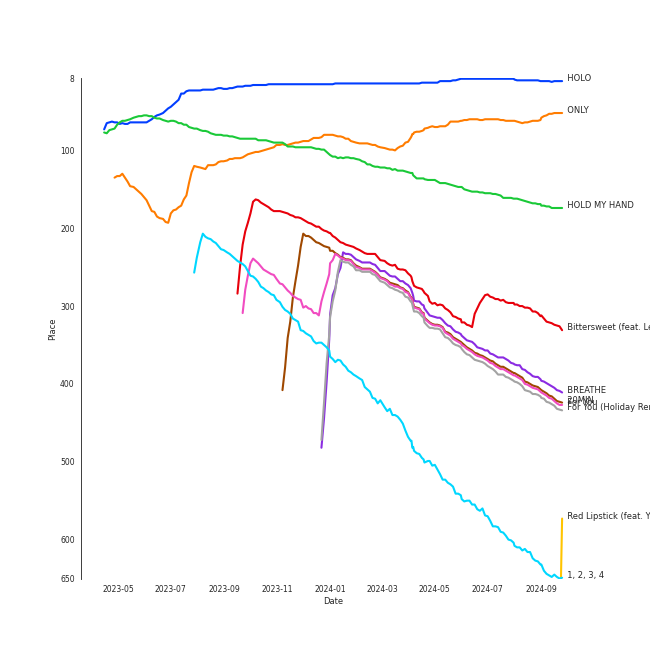 8
HOLO
ONLY
100
HOLD MY HAND
200
300
Bittersweet (feat. Le
Place
400
BREATHE
For You (Holiday Rem
500
Red Lipstick (feat. Y
600
1, 2, 3, 4
650
2023-05 2023-07 2023-09 2023-11 2024-01 2024-03 2024-05 2024-07 2024-09
Date